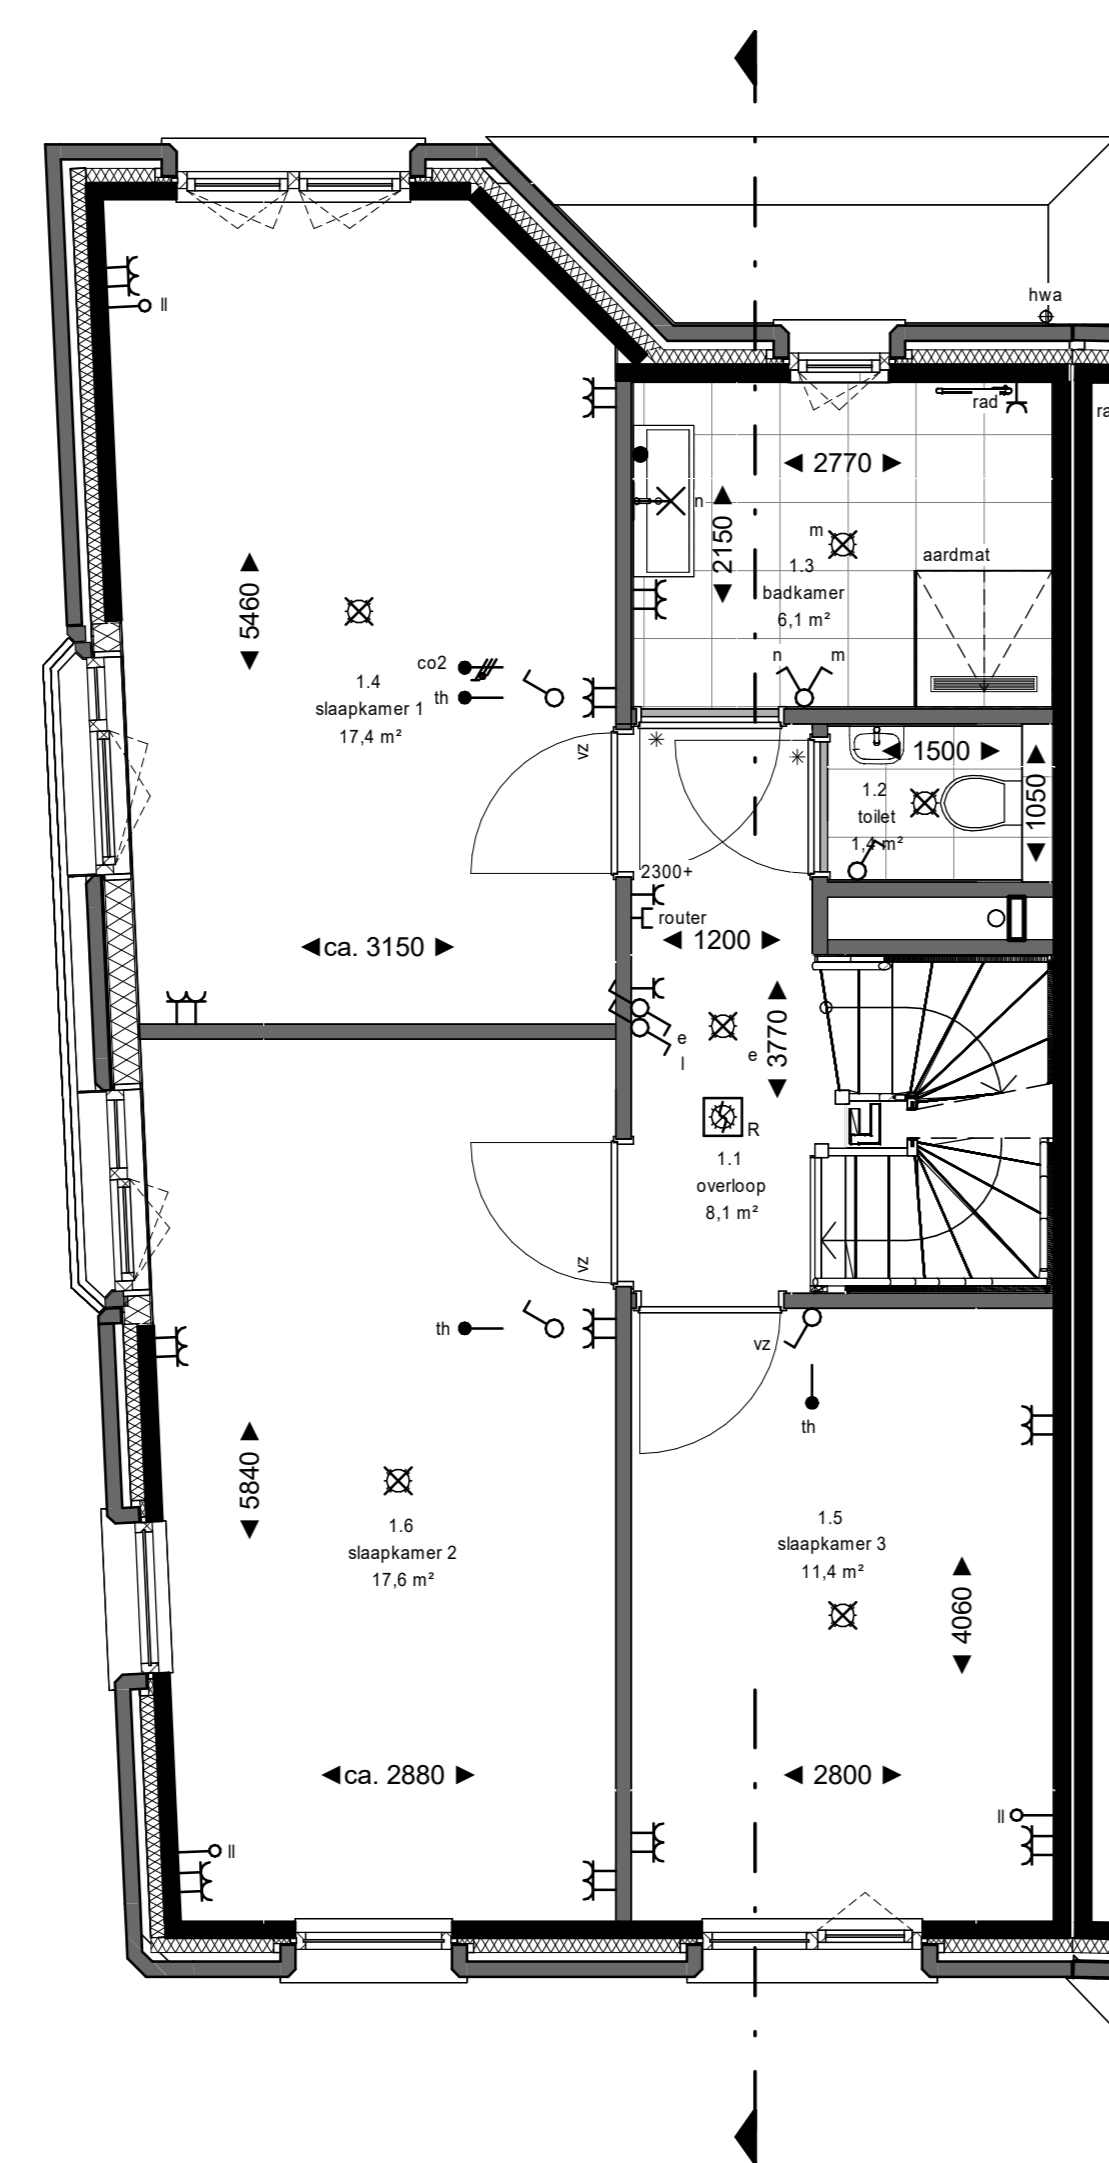 hwa
ll
rad
ra
◄ 2770 ►
n
◄ 2150 ►
m
1.3
badkamer
6,1 m²
aardmat
◄ 5460 ►
n
m
co2
th
1.4
slaapkamer 1
17,4 m²
vz
◄ 1500 ►
1.2
toilet
1,4 m²
◄ 1050 ►
2300+
router
◄ca. 3150 ►
◄ 1200 ►
◄ 3770 ►
e
l
e
R
1.1
overloop
8,1 m²
vz
th
vz
th
◄ 5840 ►
1.6
slaapkamer 2
17,6 m²
1.5
slaapkamer 3
11,4 m²
◄ 4060 ►
◄ca. 2880 ►
◄ 2800 ►
ll
ll